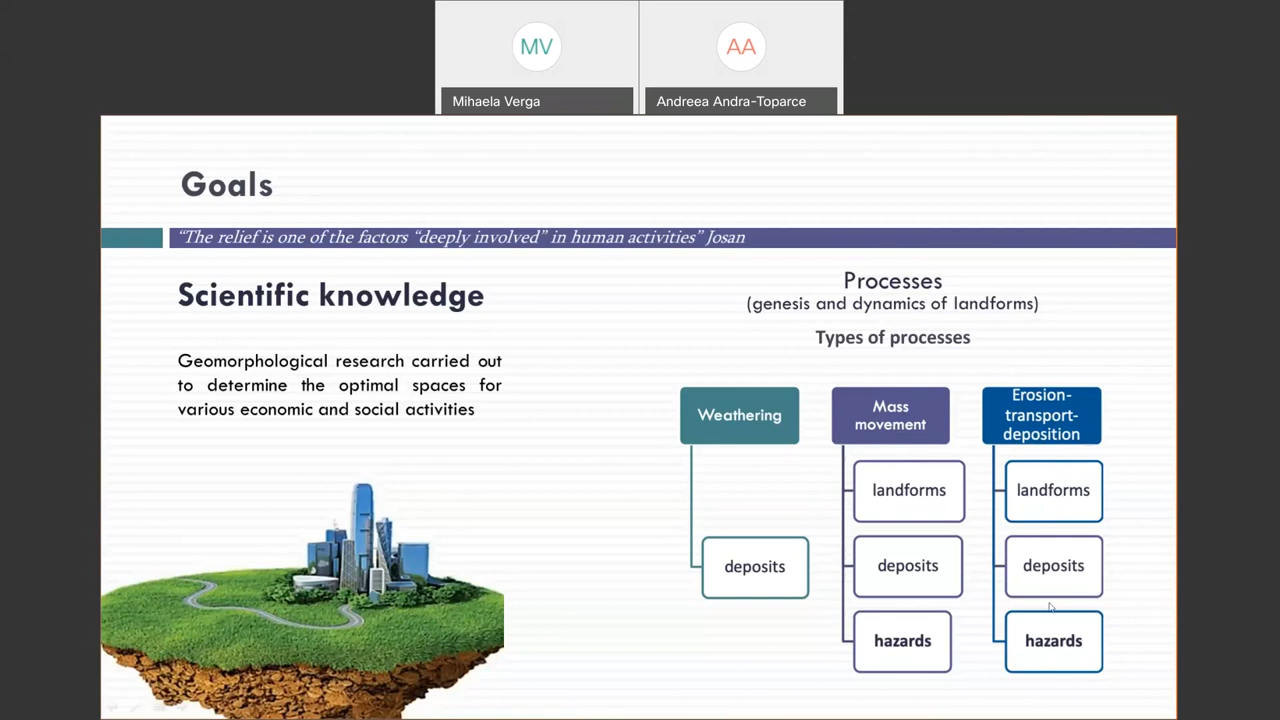 MV
AA
Mihaela Verga
Andreea Andra-Toparce
Goals
“The relief is one of the factors “deeply involved” in human activities” Josan
Scientific knowledge
Geomorphological research carried out
to determine the optimal spaces for
various economic and social activities
Processes
(genesis and dynamics of landforms)
Types of processes
Weathering
deposits
Mass
movement
landforms
deposits
hazards
Erosion-
transport-
deposition
landforms
deposits
hazards